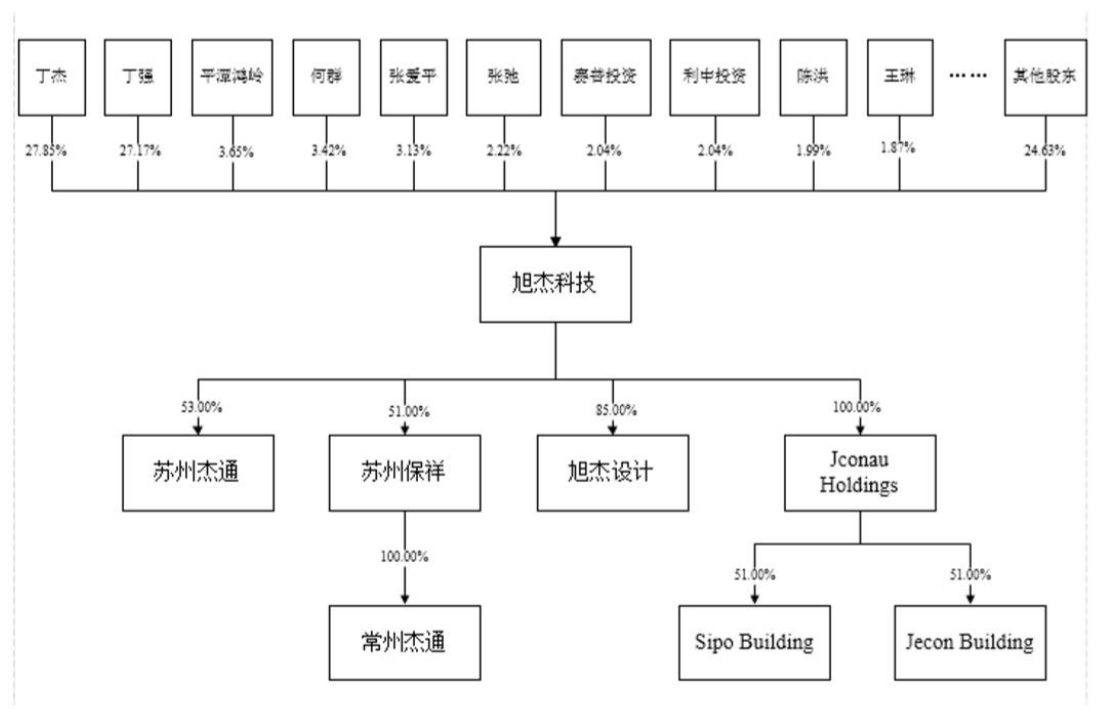 丁杰
丁强
平潭鸿岭
何群
张爱平
张弛
泰普投资
利中投资
陈洪
王琳
……
其他股东
27.85%
27.17%
3.65%
3.42%
3.13%
2.22%
2.04%
2.04%
1.99%
1.87%
24.63%
旭杰科技
53.00%
51.00%
85.00%
100.00%
苏州杰通
苏州保祥
旭杰设计
Jconau
Holdings
100.00%
51.00%
51.00%
常州杰通
Sipo Building
Jecon Building